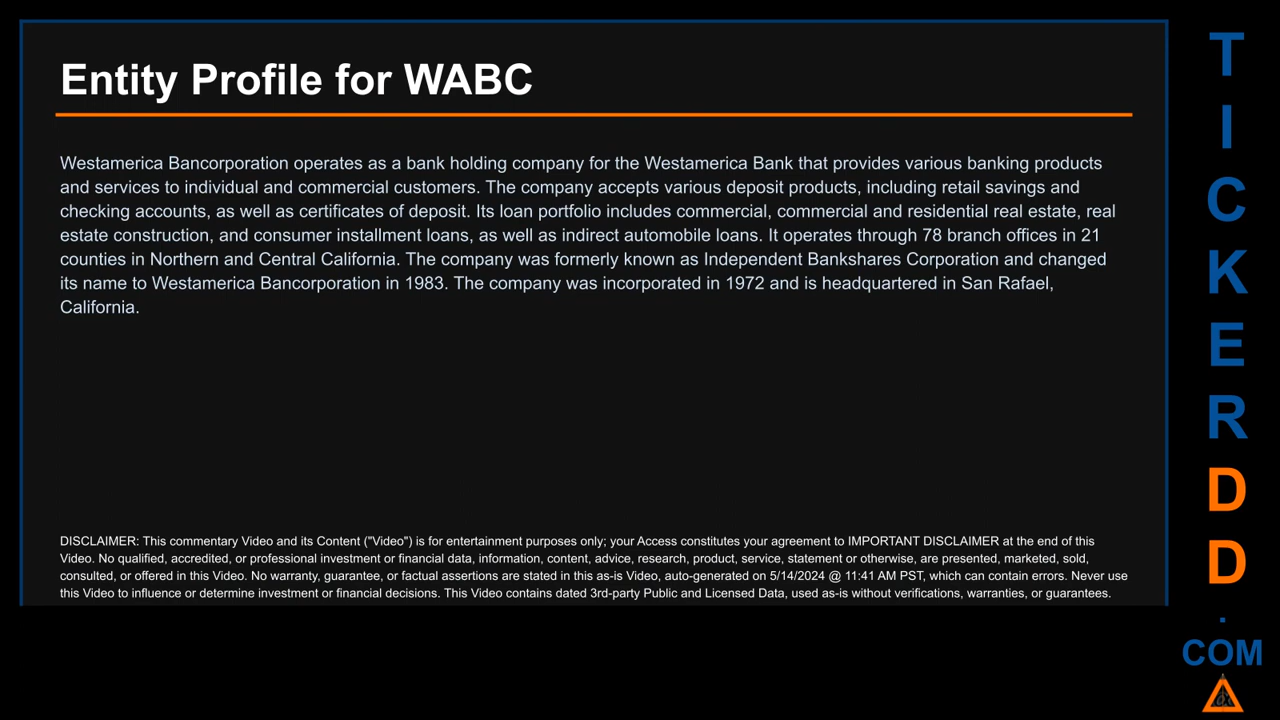 Entity Profile for WABC
Westamerica Bancorporation operates as a bank holding company for the Westamerica Bank that provides various banking products
and services to individual and commercial customers. The company accepts various deposit products, including retail savings and
checking accounts, as well as certificates of deposit. Its loan portfolio includes commercial, commercial and residential real estate, real
estate construction, and consumer installment loans, as well as indirect automobile loans. It operates through 78 branch offices in 21
counties in Northern and Central California. The company was formerly known as Independent Bankshares Corporation and changed
its name to Westamerica Bancorporation in 1983. The company was incorporated in 1972 and is headquartered in San Rafael,
California.
DISCLAIMER: This commentary Video and its Content ("Video") is for entertainment purposes only; your Access constitutes your agreement to IMPORTANT DISCLAIMER at the end of this
Video. No qualified, accredited, or professional investment or financial data, information, content, advice, research, product, service, statement or otherwise, are presented, marketed, sold,
consulted, or offered in this Video. No warranty, guarantee, or factual assertions are stated in this as-is Video, auto-generated on 5/14/2024 @ 11:41 AM PST, which can contain errors. Never use
this Video to influence or determine investment or financial decisions. This Video contains dated 3rd-party Public and Licensed Data, used as-is without verifications, warranties, or guarantees.
T
I
C
K
E
R
D
D
.
COM